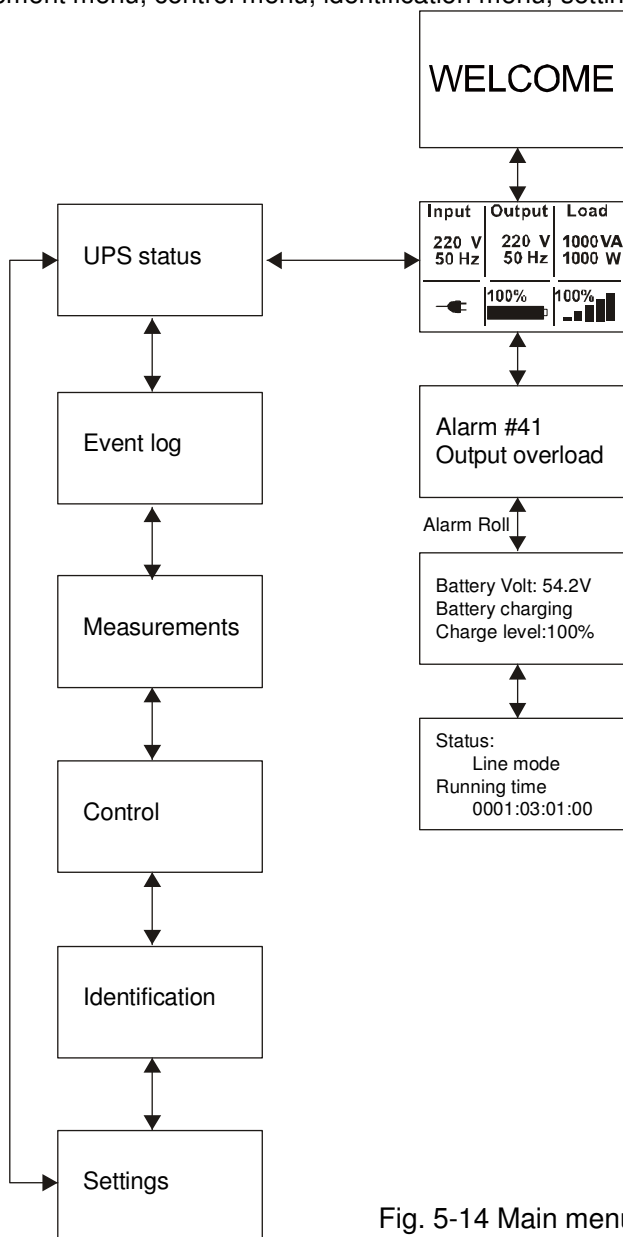 ement menu, control menu, identification menu, settin
WELCOME
UPS status
Input Output Load
220 V 220 V 1000 VA
50 Hz 50 Hz 1000 W
100% 100%
Event log
Alarm #41
Output overload
Alarm Roll
Measurements
Battery Volt: 54.2V
Battery charging
Charge level:100%
Control
Status:
Line mode
Running time
0001:03:01:00
Identification
Settings
Fig. 5-14 Main menu